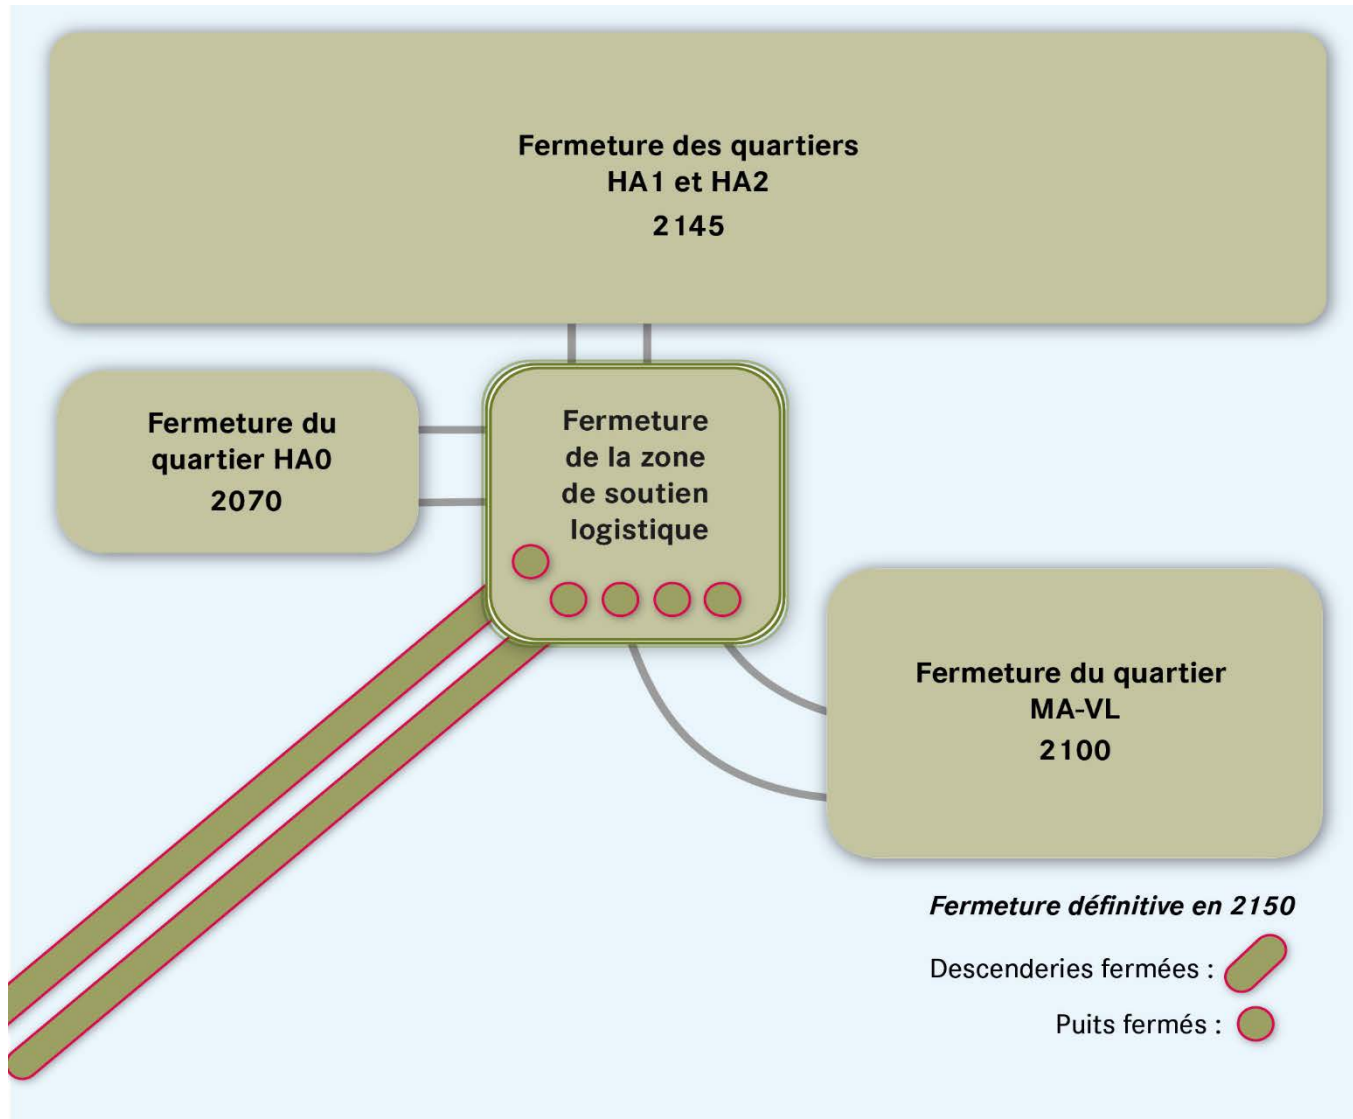 Fermeture des quartiers
HA1 et HA2
2145
Fermeture du
quartier HA0
2070
Fermeture
de la zone
de soutien
logistique
Fermeture du quartier
MA-VL
2100
Fermeture définitive en 2150
Descenderies fermées :
Puits fermés :